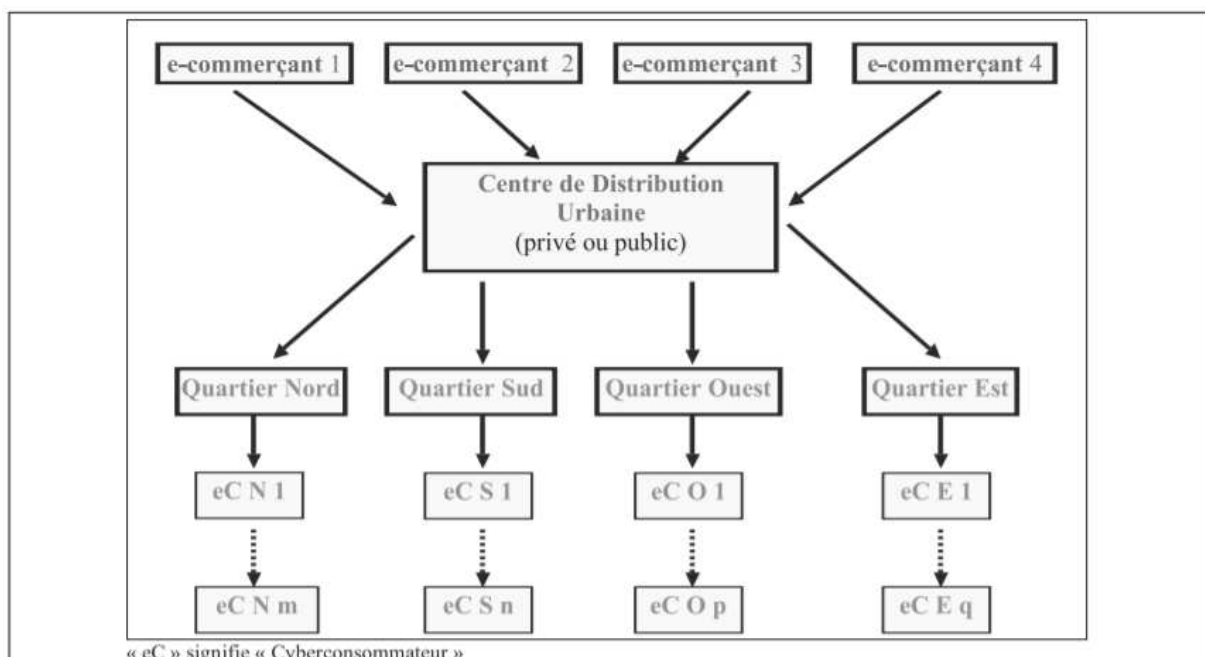 e-commerçant 1
e-commerçant 2
e-commerçant 3
e-commerçant 4
Centre de Distribution
Urbaine
(privé ou public)
Quartier Nord
Quartier Sud
Quartier Ouest
Quartier Est
eC N 1
eC S 1
eC O 1
eC E 1
eC N m
eC S n
eC O p
eC E q
« eC » signifie « Cyberconsommateur »